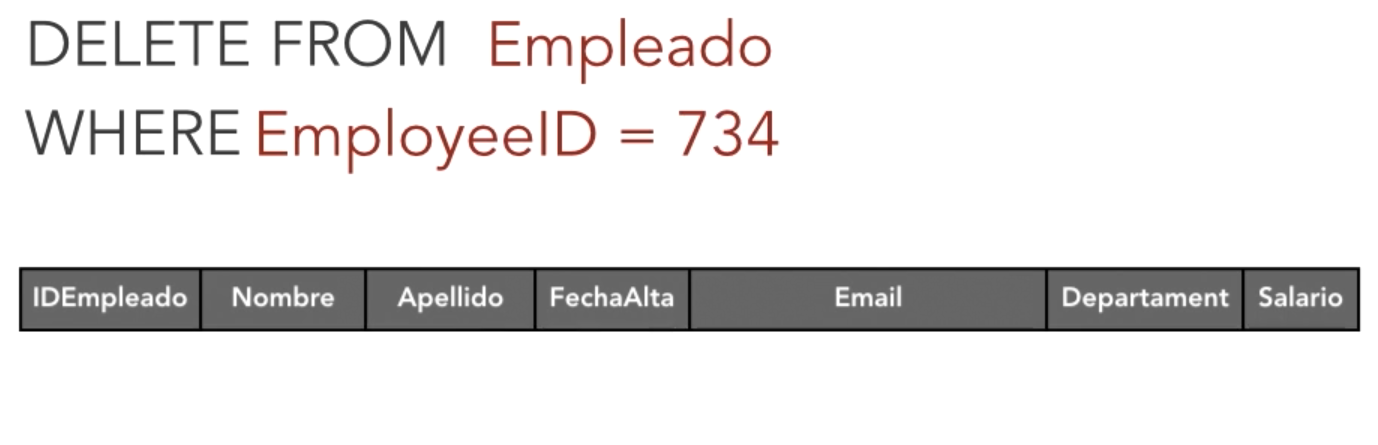 DELETE FROM Empleado
WHERE EmployeeID = 734
IDEmpleado Nombre Apellido FechaAlta Email Departament Salario